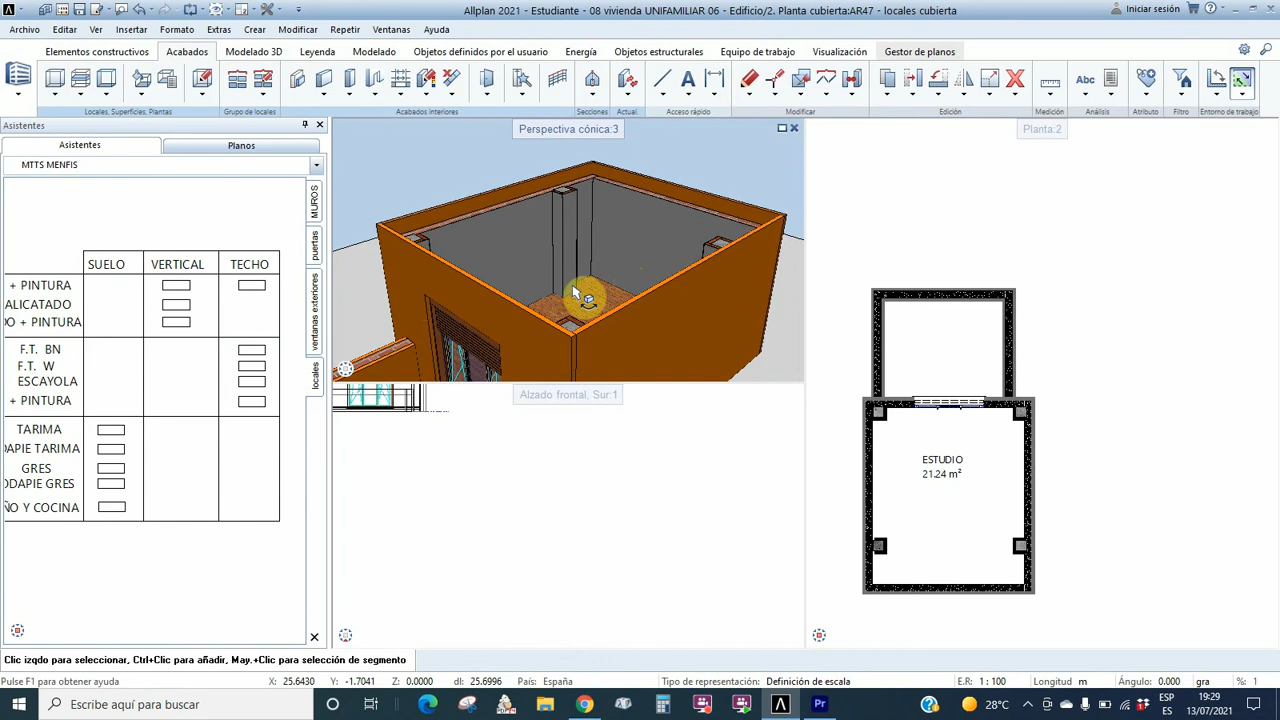 Allplan 2021 - Estudiante - 08 vivienda UNIFAMILIAR 06 - Edificio/2. Planta cubierta:AR47 - locales cubierta
Iniciar sesión
Archivo Editar Ver Insertar Formato Extras Crear Modificar Repetir Ventanas Ayuda
Elementos constructivos Acabados Modelado 3D Leyenda Modelado Objetos definidos por el usuario Energía Objetos estructurales Equipo de trabajo Visualización Gestor de planos
Locales, Superficies. Plantas Grupo de locales Acabados interiores Secciones Actual. Acceso rápido Modificar Edición Medición Análisis Atributo Filtro Entorno de trabajo
Abc
Asistentes
Asistentes Planos
MTTS MENFIS
MUROS
puertas
ventanas exteriores
locales
SUELO VERTICAL TECHO
+ PINTURA
ALICATADO
DO + PINTURA
F.T. BN
F.T. W
ESCAYOLA
+ PINTURA
TARIMA
DAPIE TARIMA
GRES
ODAPIE GRES
ÑO Y COCINA
Perspectiva cónica:3
Planta:2
Alzado frontal, Sur:1
ESTUDIO
21.24 m²
Clic izqdo para seleccionar, Ctrl+Clic para añadir, May.+Clic para selección de segmento
Pulse F1 para obtener ayuda X: 25.6430 Y: -1.7041 Z: 0.0000 dl: 25.6996 País: España Tipo de representación: Definición de escala E.R: 1 : 100 Longitud m Ángulo: 0.000 gra %: 1
Escribe aquí para buscar
28°C
ESP
ES
19:29
13/07/2021